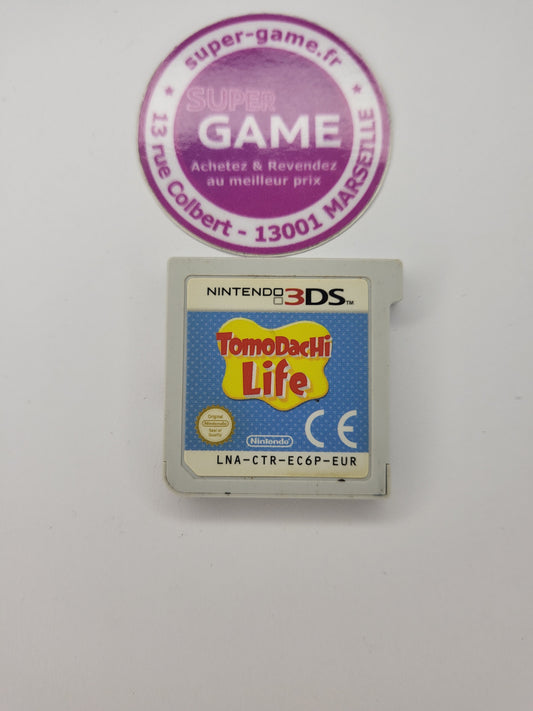 super-game.fr
SUPER
GAME
Achetez & Revendez
au meilleur prix
★ 13 rue Colbert - 13001 MARSEILLE ★
NINTENDO 3DS™
TomoDacHi
Life
Original
Nintendo
Seal of
Quality
Nintendo
CE
LNA-CTR-EC6P-EUR